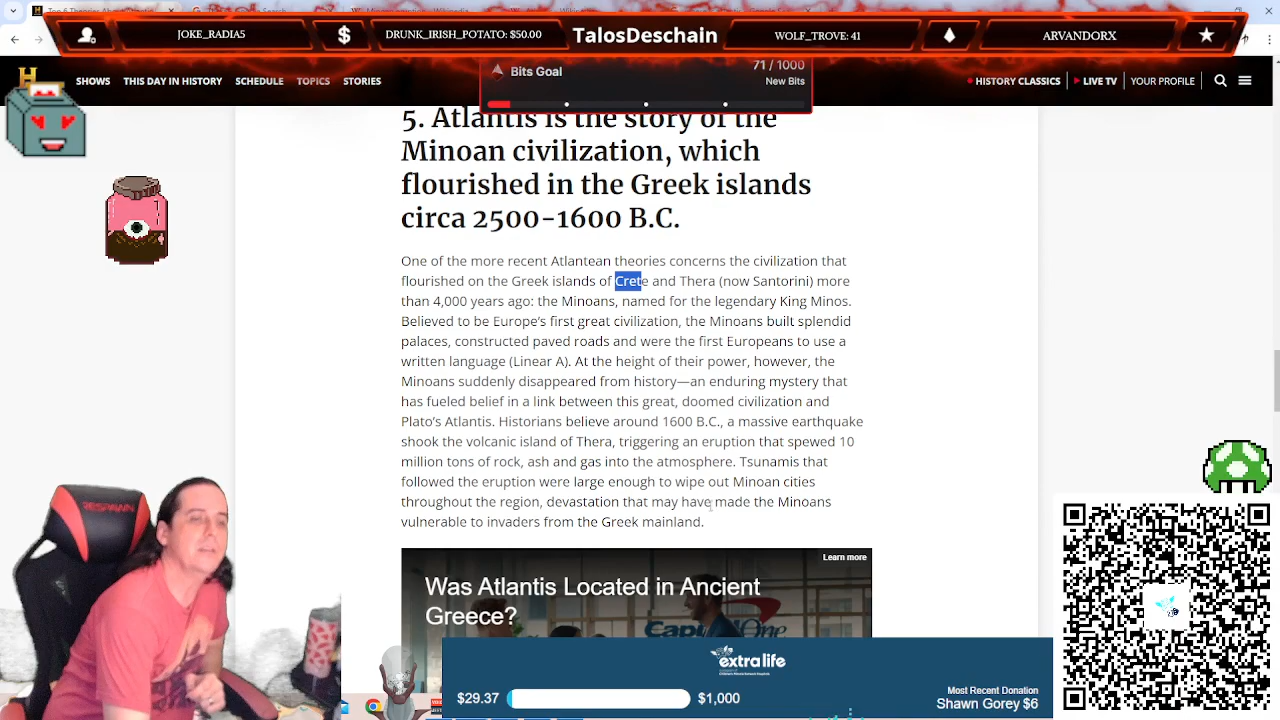 Top 6 Theories About Atlantis
JOKE_RADIA5
$
DRUNK_IRISH_POTATO: $50.00
TalosDeschain
WOLF_TROVE: 41
ARVANDORX
Bits Goal
71 / 1000
New Bits
H
SHOWS
THIS DAY IN HISTORY
SCHEDULE
TOPICS
STORIES
HISTORY CLASSICS
LIVE TV
YOUR PROFILE
5. Atlantis is the story of the
Minoan civilization, which
flourished in the Greek islands
circa 2500-1600 B.C.
One of the more recent Atlantean theories concerns the civilization that
flourished on the Greek islands of Crete and Thera (now Santorini) more
than 4,000 years ago: the Minoans, named for the legendary King Minos.
Believed to be Europe's first great civilization, the Minoans built splendid
palaces, constructed paved roads and were the first Europeans to use a
written language (Linear A). At the height of their power, however, the
Minoans suddenly disappeared from history—an enduring mystery that
has fueled belief in a link between this great, doomed civilization and
Plato's Atlantis. Historians believe around 1600 B.C., a massive earthquake
shook the volcanic island of Thera, triggering an eruption that spewed 10
million tons of rock, ash and gas into the atmosphere. Tsunamis that
followed the eruption were large enough to wipe out Minoan cities
throughout the region, devastation that may have made the Minoans
vulnerable to invaders from the Greek mainland.
Learn more
Was Atlantis Located in Ancient
Greece?
Capital One
RESPAWN
extralife
$29.37
$1,000
Most Recent Donation
Shawn Gorey $6